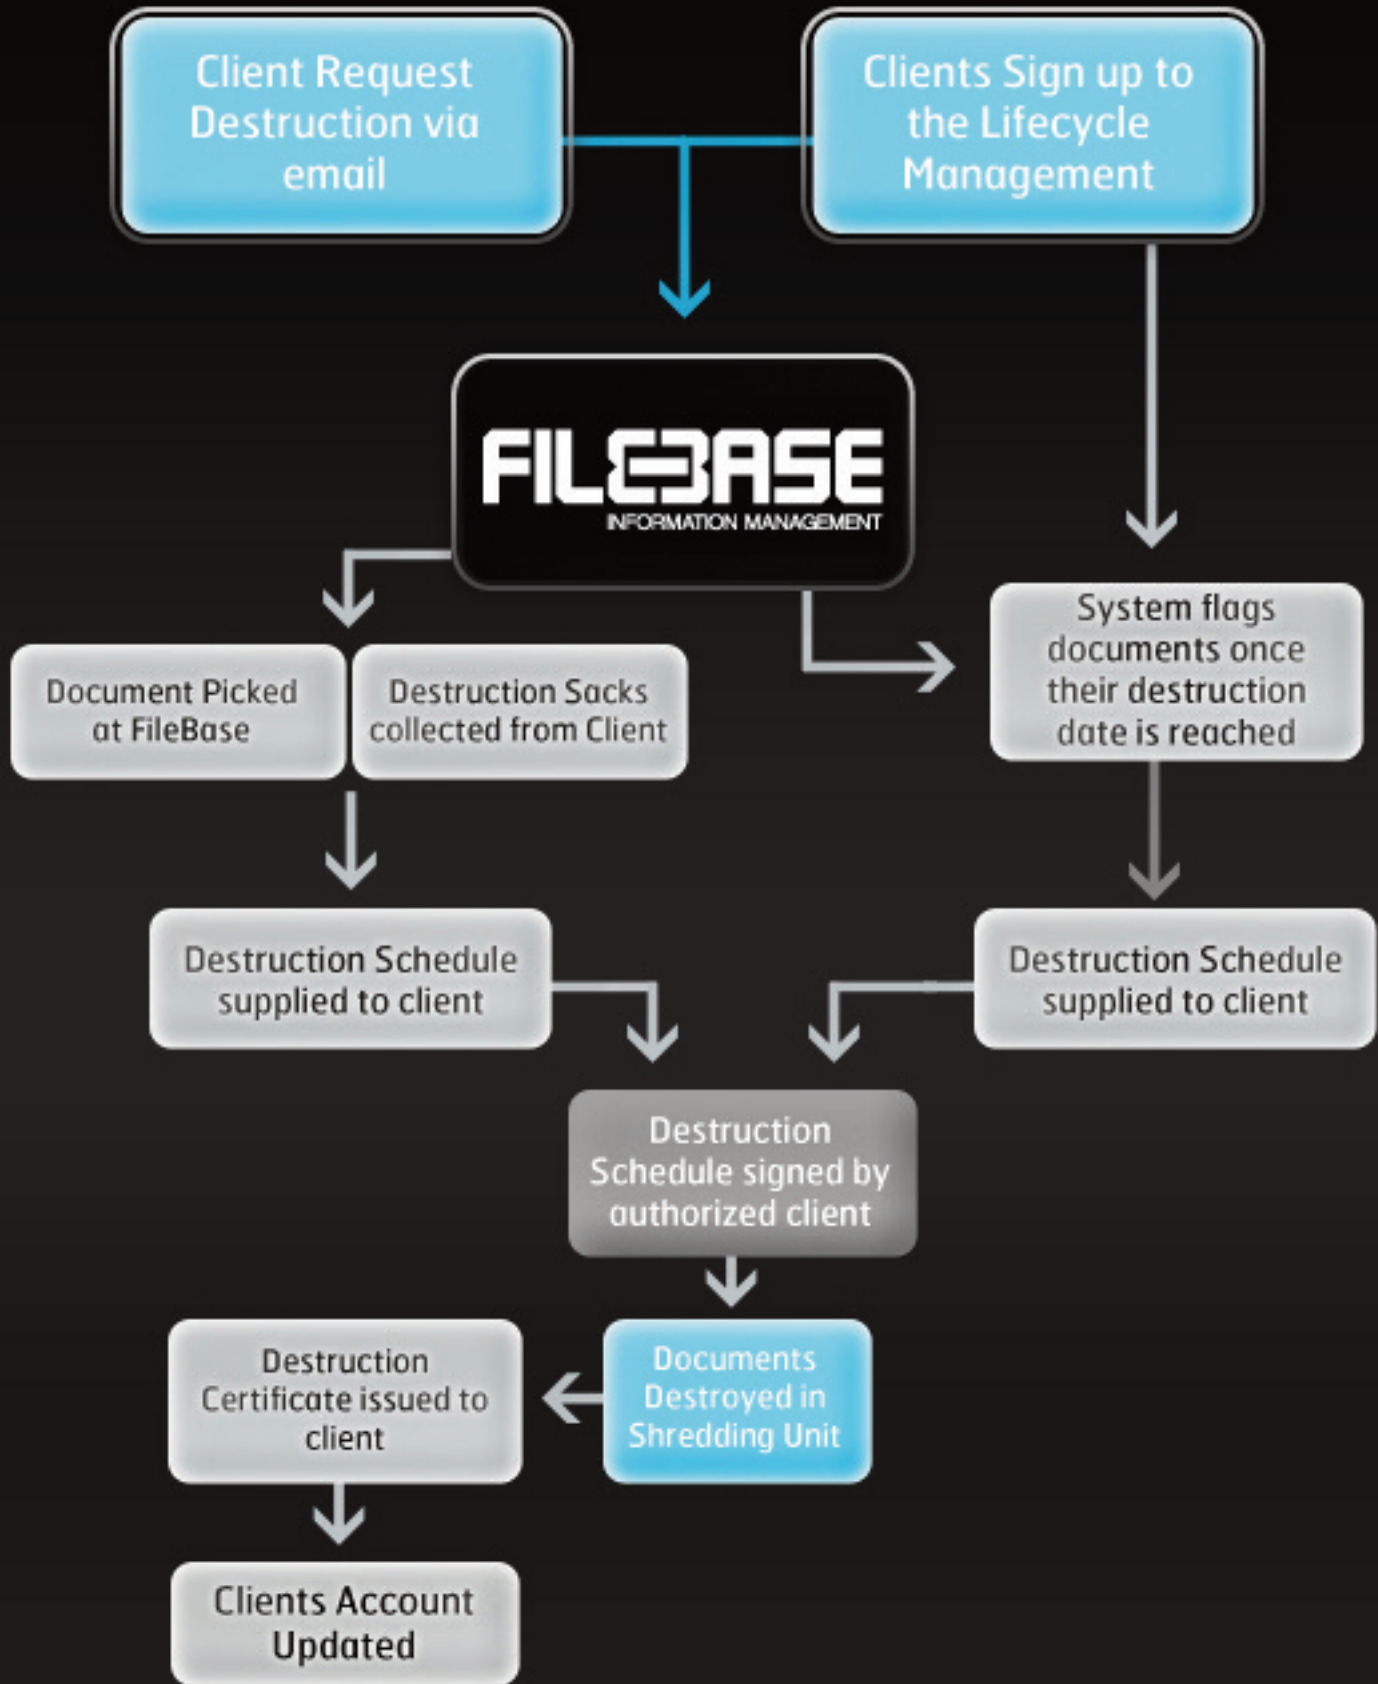 Client Request
Destruction via
email
Clients Sign up to
the Lifecycle
Management
FILEBASE
INFORMATION MANAGEMENT
Document Picked
at FileBase
Destruction Sacks
collected from Client
System flags
documents once
their destruction
date is reached
Destruction Schedule
supplied to client
Destruction Schedule
supplied to client
Destruction
Schedule signed by
authorized client
Documents
Destroyed in
Shredding Unit
Destruction
Certificate issued to
client
Clients Account
Updated